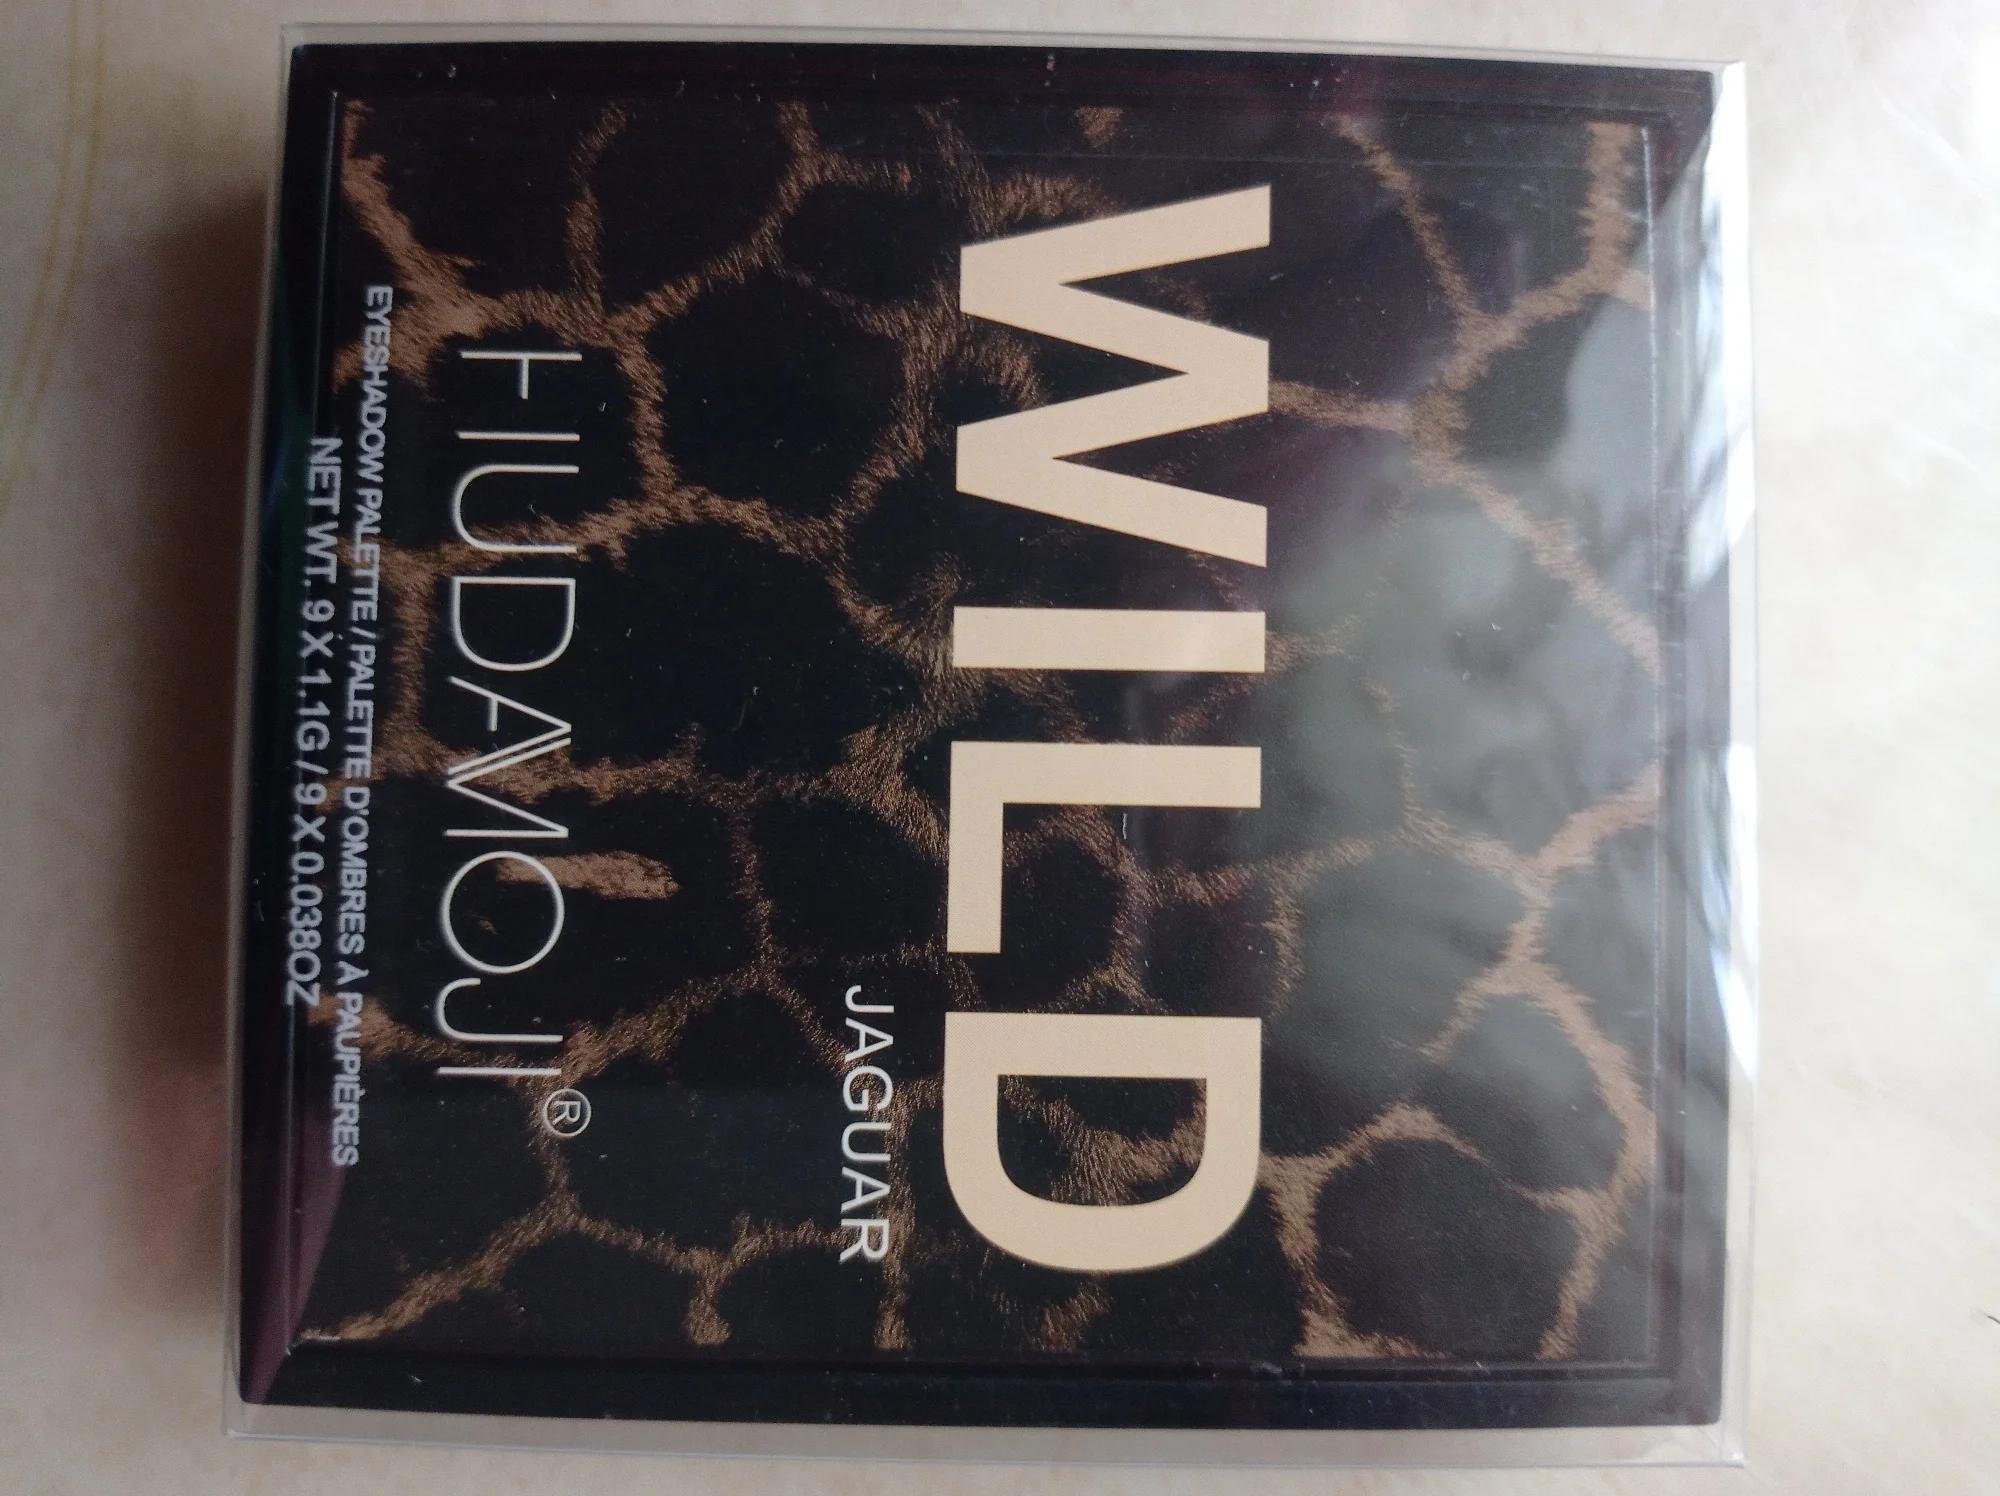 WILD
JAGUAR
HUDAMOJI®
EYESHADOW PALETTE / PALETTE D'OMBRES À PAUPIÈRES
NET WT. 9 X 1.1G / 9 X 0.038OZ